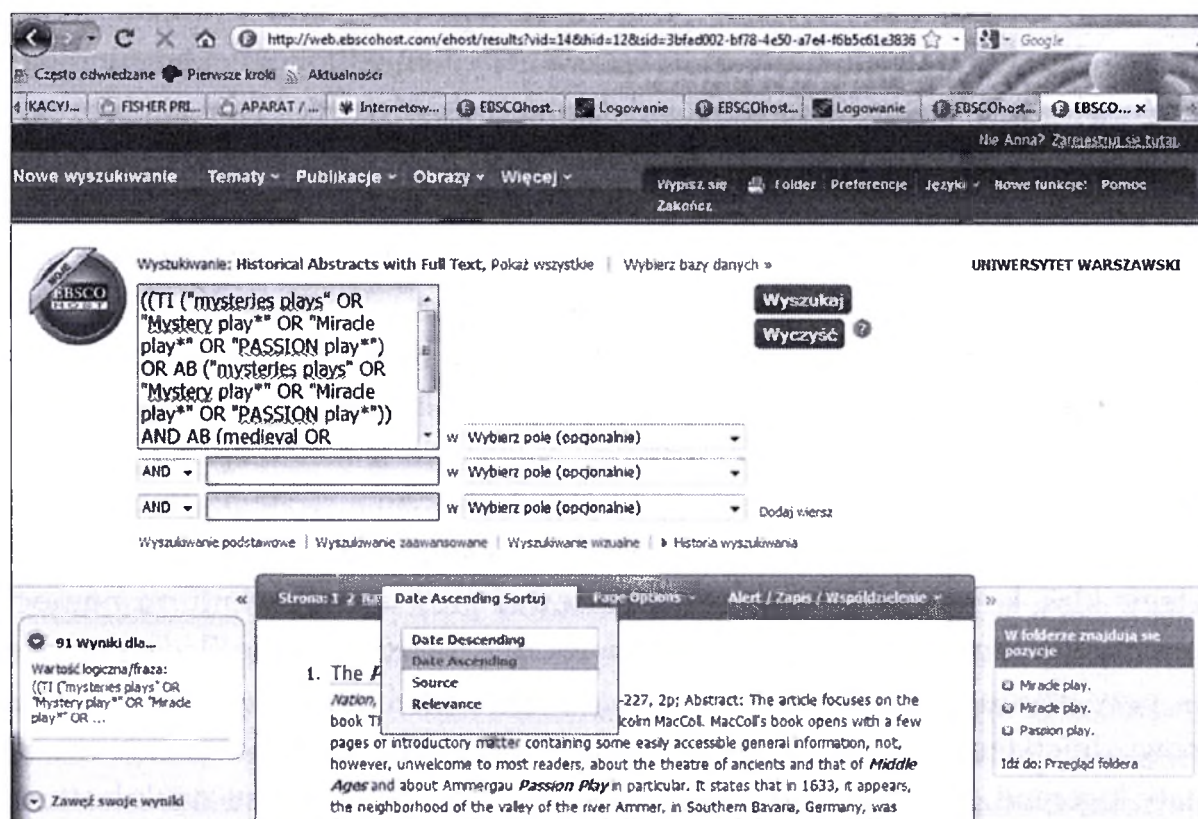 http://web.ebscohost.com/ehost/results?vid=14&hid=12&sid=3bfad002-bf78-4e50-a7e4-f6b5c61e3836
Google
Często odwiedzane Pierwsze kroki Aktualności
KACYJ... FISHER PRI... APARAT / ... Internetow... EBSCOhost... Logowanie EBSCOhost... Logowanie EBSCOhost... EBSCO... ×
Nie Anna? Zarejestruj się tutaj.
Nowe wyszukiwanie Tematy Publikacje Obrazy Więcej
Wypisz się Folder Preferencje Języki Nowe funkcje! Pomoc
Zakończ
Wyszukiwanie: Historical Abstracts with Full Text, Pokaż wszystkie | Wybierz bazy danych »
UNIWERSYTET WARSZAWSKI
MOJE
EBSCO
HOST
((TI ("mysteries plays" OR
"Mystery play*" OR "Miracle
play*" OR "PASSION play*")
OR AB ("mysteries plays" OR
"Mystery play*" OR "Miracle
play*" OR "PASSION play*"))
AND AB (medieval OR
w Wybierz pole (opcjonalnie)
Wyszukaj
Wyczyść ?
AND w Wybierz pole (opcjonalnie)
AND w Wybierz pole (opcjonalnie) Dodaj wiersz
Wyszukiwanie podstawowe | Wyszukiwanie zaawansowane | Wyszukiwanie wizualne | Historia wyszukiwania
« Strona: 1 2 Date Ascending Sortuj Page Options Alert / Zapis / Współdzielenie »
Date Descending
Date Ascending
Source
Relevance
91 Wyniki dla...
Wartość logiczna/fraza:
((TI ("mysteries plays" OR
"Mystery play*" OR "Miracle
play*" OR ...
Zawęź swoje wyniki
1. The P
Nation, -227, 2p; Abstract: The article focuses on the
book T MacColl. MacColl's book opens with a few
pages of introductory matter containing some easily accessible general information, not,
however, unwelcome to most readers, about the theatre of ancients and that of Middle
Ages and about Ammergau Passion Play in particular. It states that in 1633, it appears,
the neighborhood of the valley of the river Ammer, in Southern Bavaria, Germany, was
W folderze znajdują się
pozycje
Miracle play.
Miracle play.
Passion play.
Idź do: Przegląd foldera